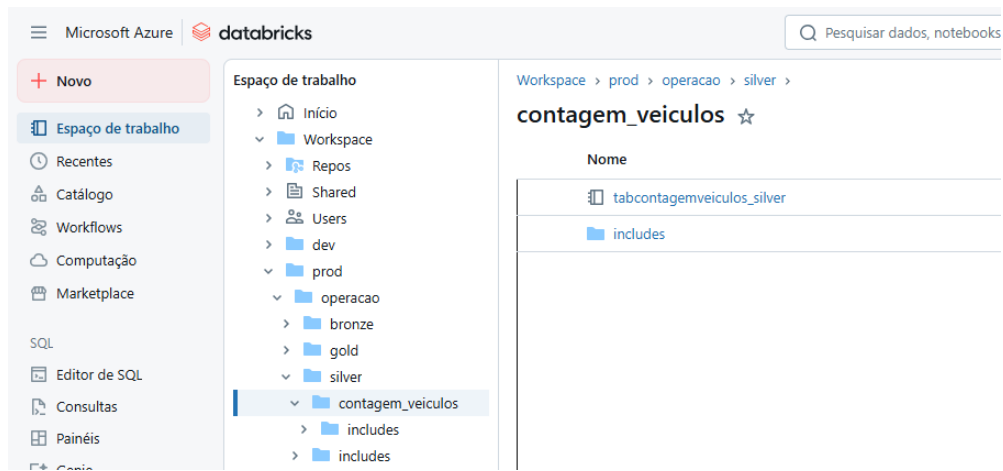 Microsoft Azure databricks
Pesquisar dados, notebooks
Novo
Espaço de trabalho
Recentes
Catálogo
Workflows
Computação
Marketplace
SQL
Editor de SQL
Consultas
Painéis
Genie
Espaço de trabalho
Início
Workspace
Repos
Shared
Users
dev
prod
operacao
bronze
gold
silver
contagem_veiculos
includes
includes
Workspace > prod > operacao > silver >
contagem_veiculos
Nome
tabcontagemveiculos_silver
includes